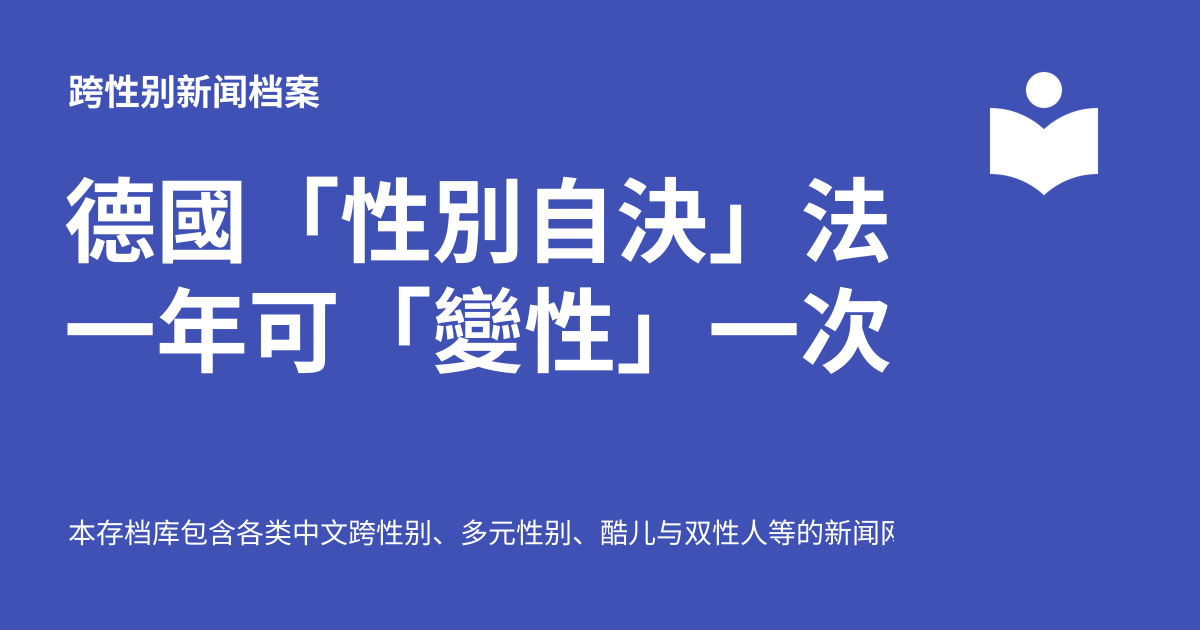 跨性别新闻档案
德國「性別自決」法
一年可「變性」一次
本存档库包含各类中文跨性别、多元性别、酷儿与双性人等的新闻